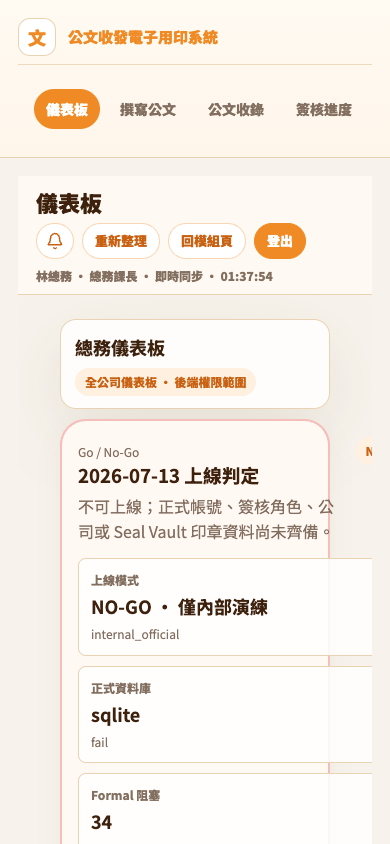 文 公文收發電子用印系統
儀表板 撰寫公文 公文收錄 簽核進度
儀表板
重新整理 回模組頁 登出
林總務 · 總務課長 · 即時同步 · 01:37:54
總務儀表板
全公司儀表板 · 後端權限範圍
Go / No-Go
N
2026-07-13 上線判定
不可上線；正式帳號、簽核角色、公
司或 Seal Vault 印章資料尚未齊備。
上線模式
NO-GO · 僅內部演練
internal_official
正式資料庫
sqlite
fail
Formal 阻塞
34